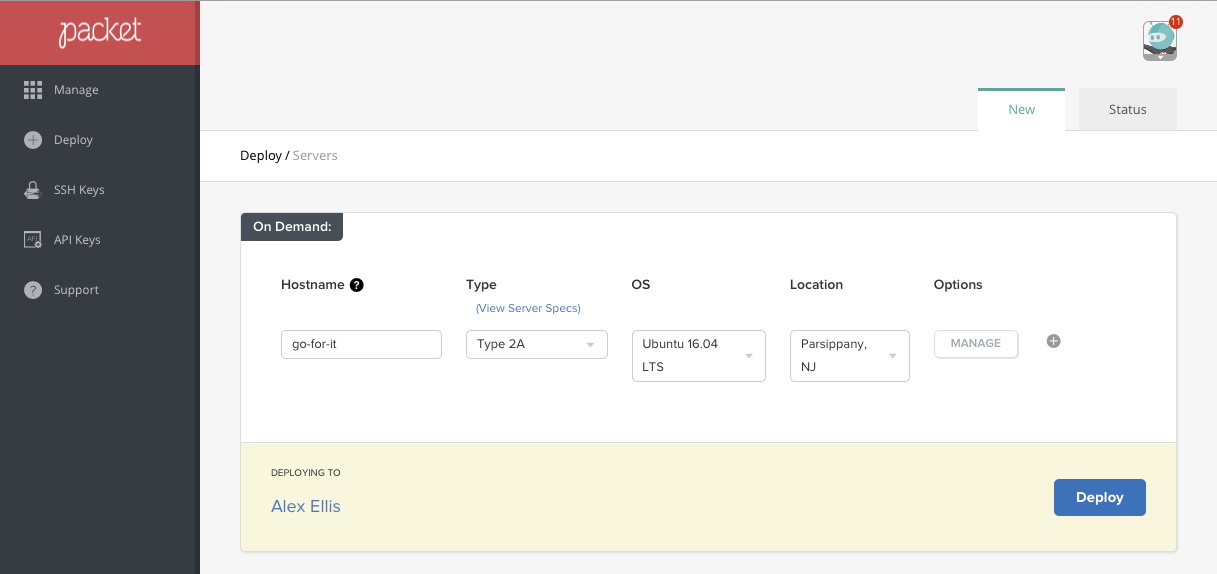 packet
11
Manage
Deploy
SSH Keys
API
API Keys
? Support
New
Status
Deploy / Servers
On Demand:
Hostname ?
Type
OS
Location
Options
(View Server Specs)
go-for-it
Type 2A
Ubuntu 16.04
LTS
Parsippany,
NJ
MANAGE
DEPLOYING TO
Alex Ellis
Deploy